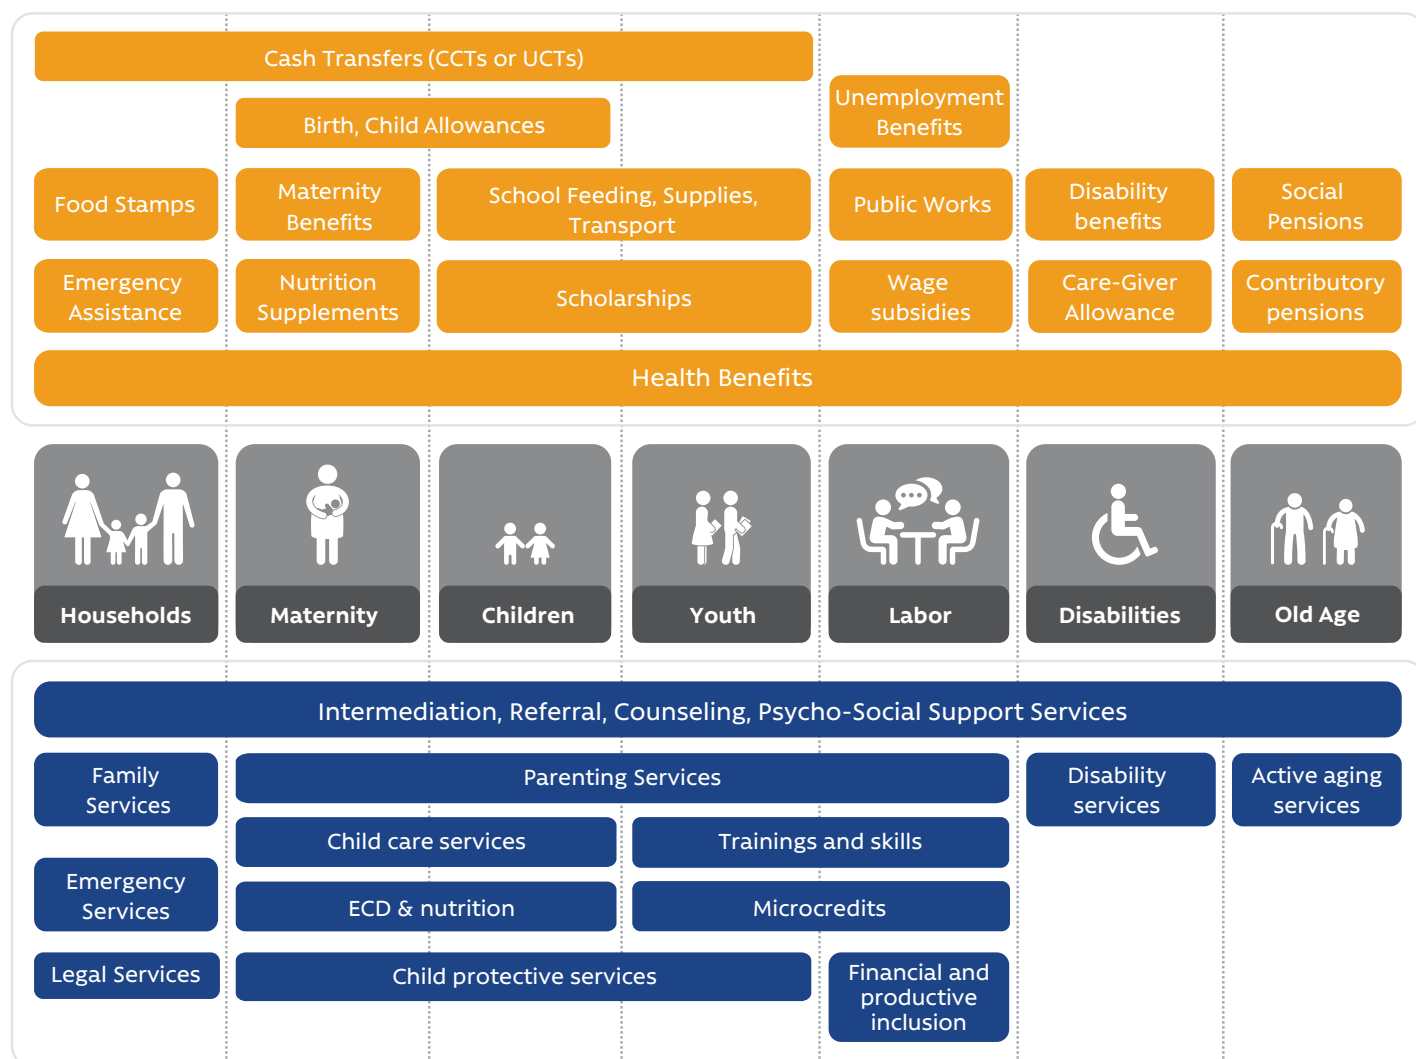 Cash Transfers (CCTs or UCTs)
Unemployment
Benefits
Birth, Child Allowances
Food Stamps
Maternity
Benefits
School Feeding, Supplies,
Transport
Public Works
Disability
benefits
Social
Pensions
Emergency
Assistance
Nutrition
Supplements
Scholarships
Wage
subsidies
Care-Giver
Allowance
Contributory
pensions
Health Benefits
Households
Maternity
Children
Youth
Labor
Disabilities
Old Age
Intermediation, Referral, Counseling, Psycho-Social Support Services
Family
Services
Parenting Services
Disability
services
Active aging
services
Child care services
Trainings and skills
Emergency
Services
ECD & nutrition
Microcredits
Legal Services
Child protective services
Financial and
productive
inclusion